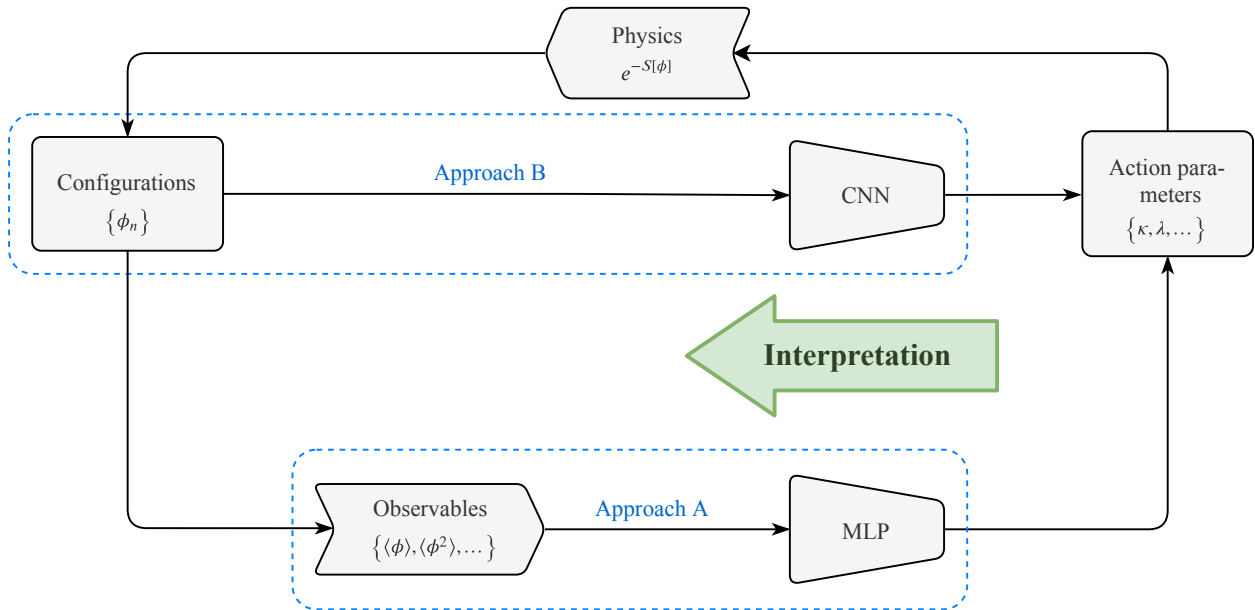 Physics
e^{-S[ϕ]}
Configurations
{ϕ_n}
Approach B
CNN
Action para-
meters
{κ, λ, …}
Interpretation
Observables
{⟨ϕ⟩, ⟨ϕ²⟩, …}
Approach A
MLP